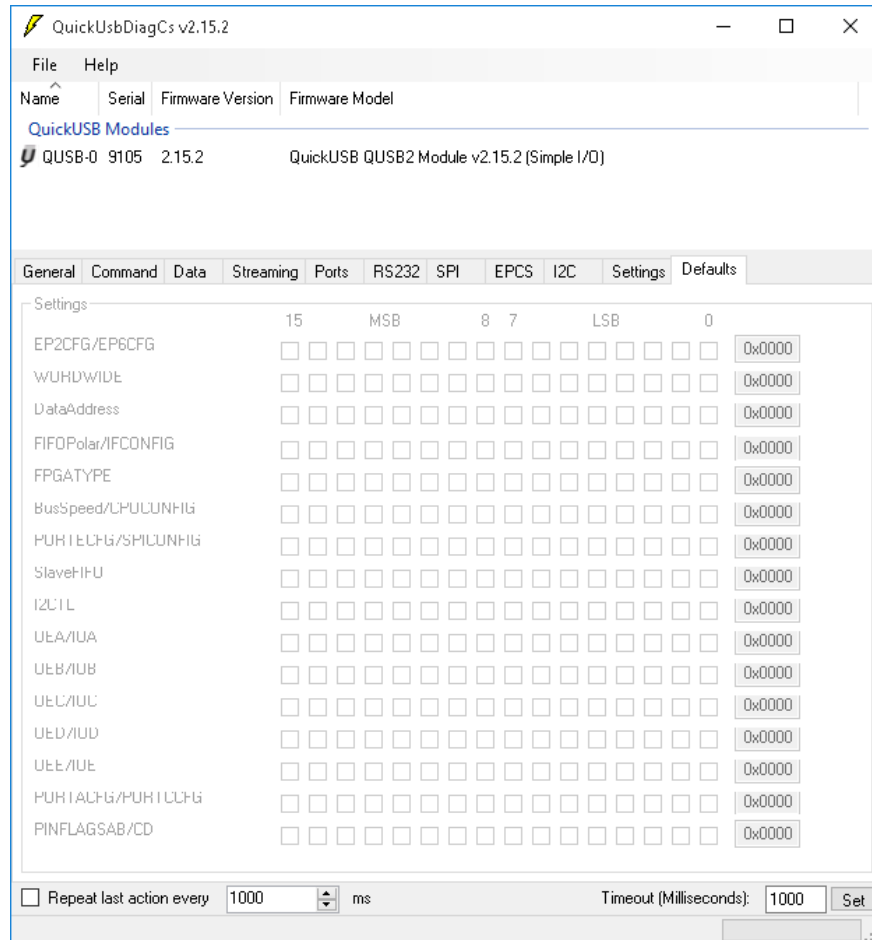 QuickUsbDiagCs v2.15.2
File Help
Name Serial Firmware Version Firmware Model
QuickUSB Modules
QUSB-0 9105 2.15.2 QuickUSB QUSB2 Module v2.15.2 (Simple I/O)
General Command Data Streaming Ports RS232 SPI EPCS I2C Settings Defaults
Settings
15 MSB 8 7 LSB 0
EP2CFG/EP6CFG 0x0000
WORDWIDE 0x0000
DataAddress 0x0000
FIFOPolar/IFCONFIG 0x0000
FPGATYPE 0x0000
BusSpeed/CPUCONFIG 0x0000
PORTECFG/SPICONFIG 0x0000
SlaveFIFO 0x0000
I2CTL 0x0000
OEA/IOA 0x0000
OEB/IOB 0x0000
OEC/IOC 0x0000
OED/IOD 0x0000
OEE/IOE 0x0000
PORTACFG/PORTCCFG 0x0000
PINFLAGSAB/CD 0x0000
Repeat last action every 1000 ms Timeout (Milliseconds): 1000 Set